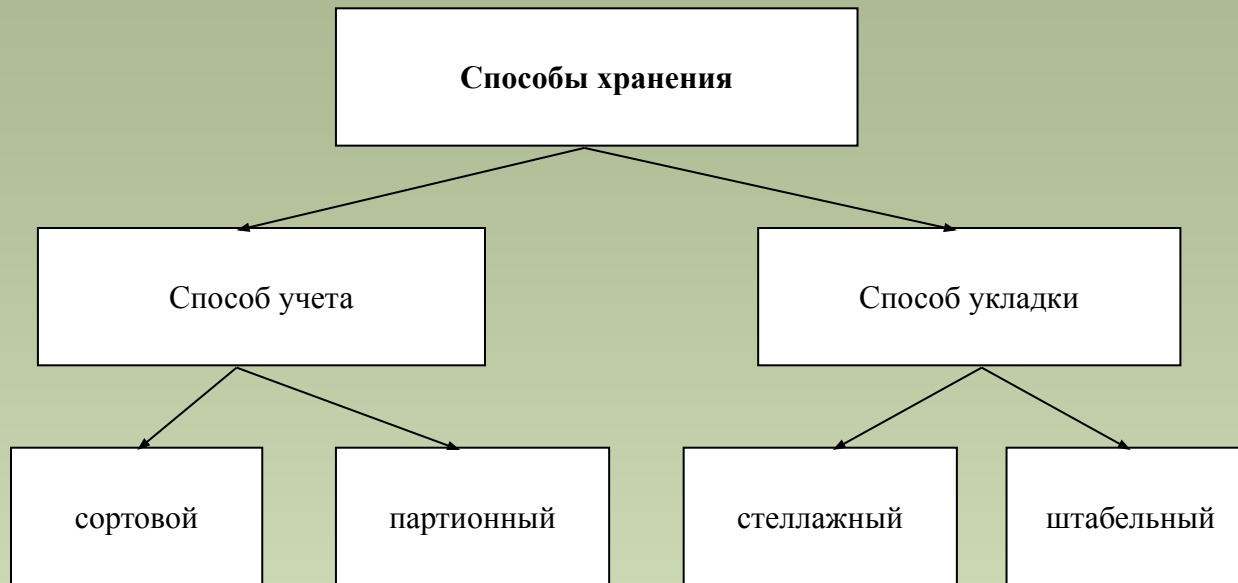 Способы хранения
Способ учета
Способ укладки
сортовой
партионный
стеллажный
штабельный